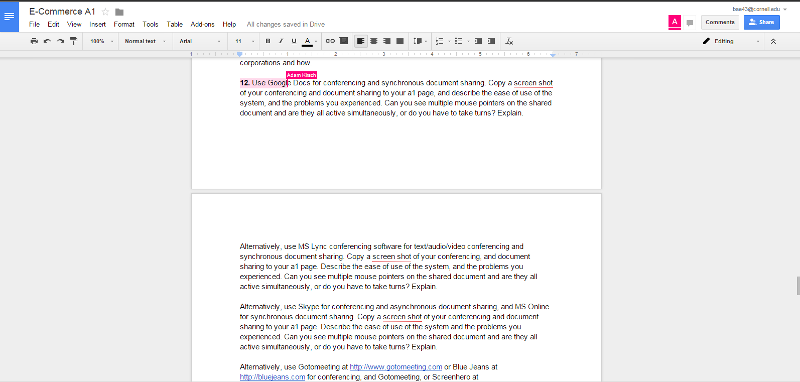 E-Commerce A1
bsa43@cornell.edu
File Edit View Insert Format Tools Table Add-ons Help All changes saved in Drive
A Comments Share
100% Normal text Arial 11 B I U A Editing
1 1 2 3 4 5 6 7
corporations and how
Adam Hirsch
12. Use Google Docs for conferencing and synchronous document sharing. Copy a screen shot
of your conferencing and document sharing to your a1 page, and describe the ease of use of the
system, and the problems you experienced. Can you see multiple mouse pointers on the shared
document and are they all active simultaneously, or do you have to take turns? Explain.
Alternatively, use MS Lync conferencing software for text/audio/video conferencing and
synchronous document sharing. Copy a screen shot of your conferencing, and document
sharing to your a1 page. Describe the ease of use of the system, and the problems you
experienced. Can you see multiple mouse pointers on the shared document and are they all
active simultaneously, or do you have to take turns? Explain.
Alternatively, use Skype for conferencing and asynchronous document sharing, and MS Online
for synchronous document sharing. Copy a screen shot of your conferencing and document
sharing to your a1 page. Describe the ease of use of the system and the problems you
experienced. Can you see multiple mouse pointers on the shared document and are they all
active simultaneously, or do you have to take turns? Explain.
Alternatively, use Gotomeeting at http://www.gotomeeting.com or Blue Jeans at
http://bluejeans.com for conferencing, and Gotomeeting, or Screenhero at